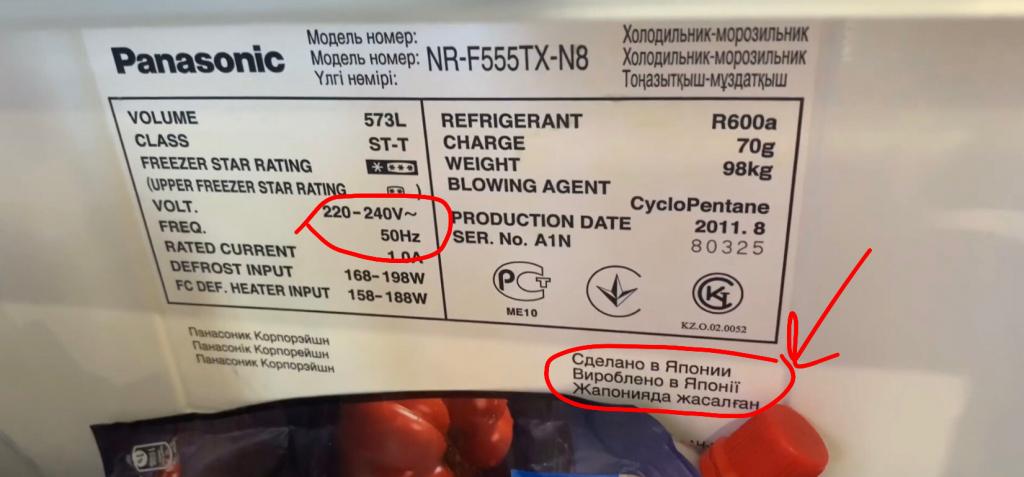 Panasonic
Модель номер:
Модель номер:
Үлгі нөмірі:
NR-F555TX-N8
Холодильник-морозильник
Холодильник-морозильник
Тоңазытқыш-мұздатқыш
VOLUME 573L
CLASS ST-T
FREEZER STAR RATING
(UPPER FREEZER STAR RATING )
VOLT. 220-240V~
FREQ. 50Hz
RATED CURRENT 1.0A
DEFROST INPUT 168-198W
FC DEF. HEATER INPUT 158-188W
REFRIGERANT R600a
CHARGE 70g
WEIGHT 98kg
BLOWING AGENT
CycloPentane
PRODUCTION DATE 2011. 8
SER. No. A1N 80325
РСТ
ME10
KZ.O.02.0052
Панасоник Корпорэйшн
Панасонік Корпорейшн
Панасоник Корпорэйшн
Сделано в Японии
Вироблено в Японії
Жапонияда жасалған